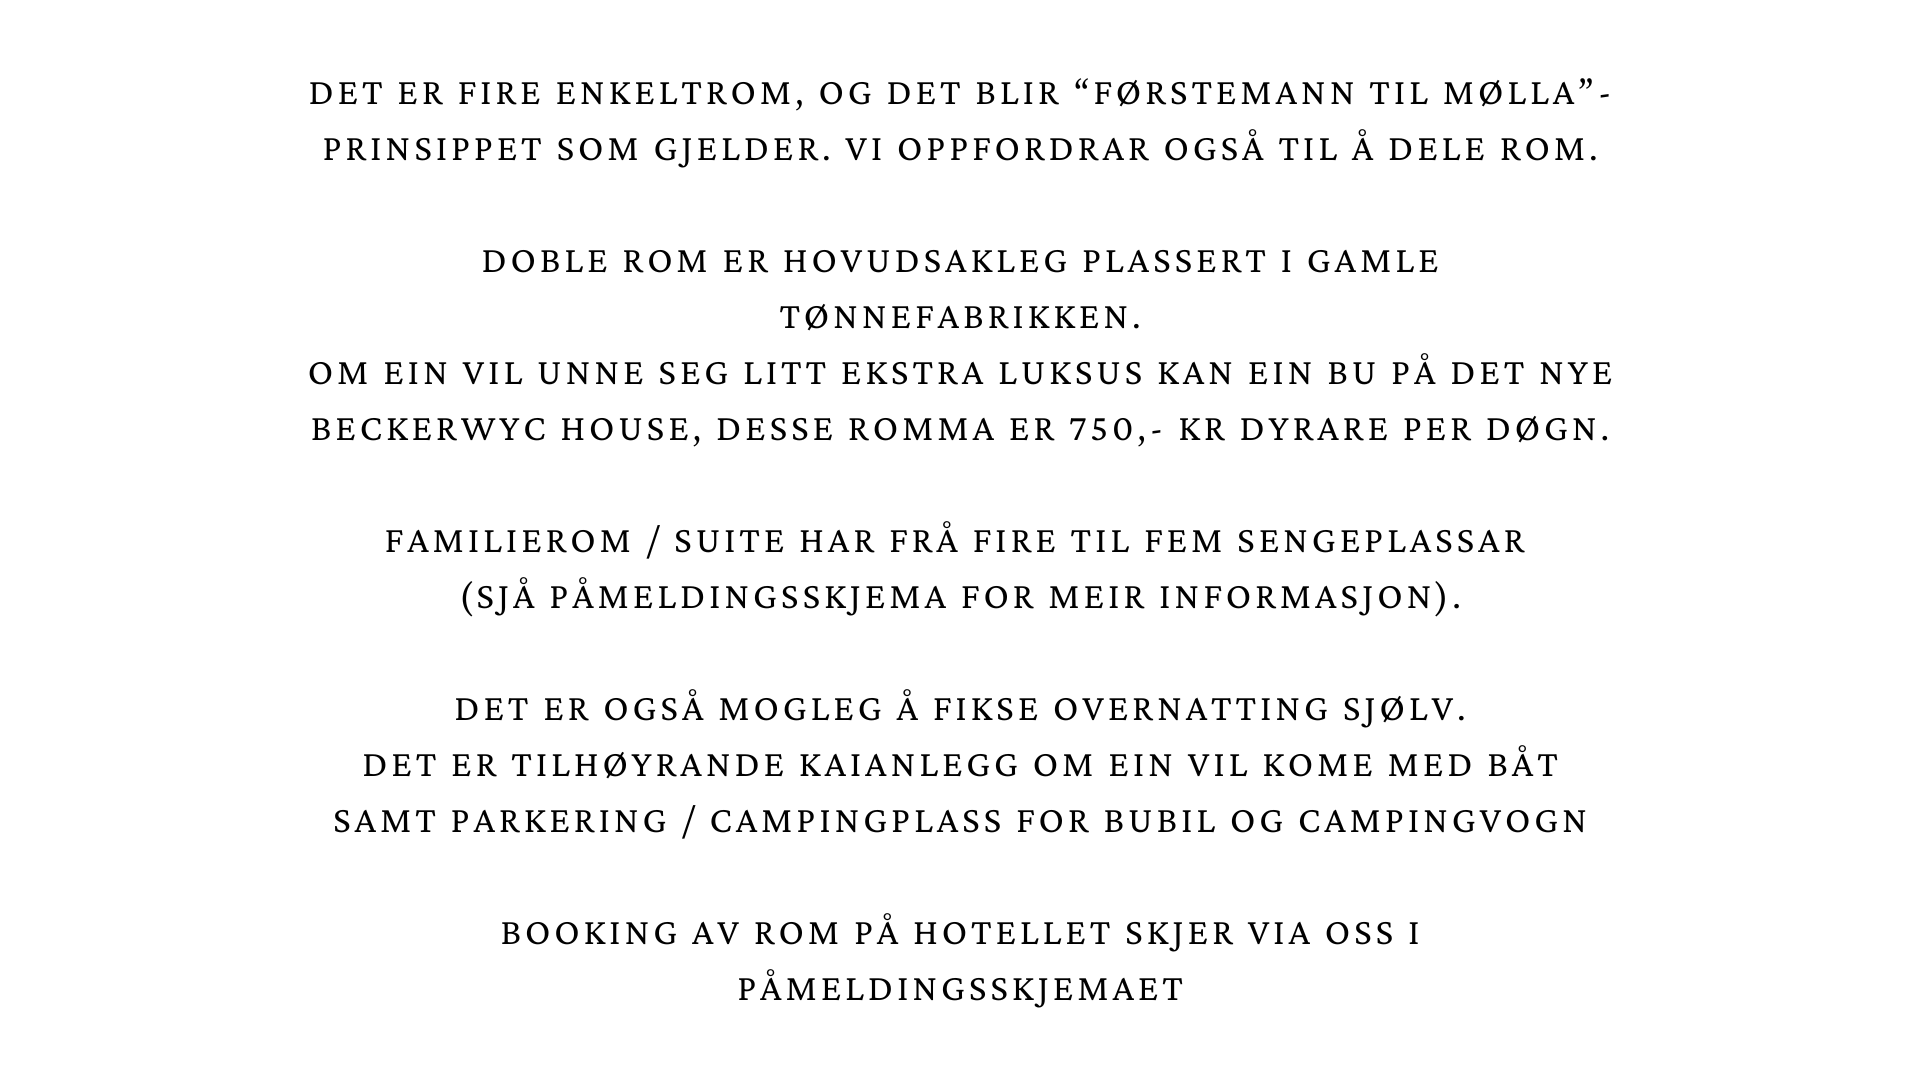 DET ER FIRE ENKELTROM, OG DET BLIR “FØRSTEMANN TIL MØLLA”-
PRINSIPPET SOM GJELDER. VI OPPFORDRAR OGSÅ TIL Å DELE ROM.
DOBLE ROM ER HOVUDSAKLEG PLASSERT I GAMLE
TØNNEFABRIKKEN.
OM EIN VIL UNNE SEG LITT EKSTRA LUKSUS KAN EIN BU PÅ DET NYE
BECKERWYC HOUSE, DESSE ROMMA ER 750,- KR DYRARE PER DØGN.
FAMILIEROM / SUITE HAR FRÅ FIRE TIL FEM SENGEPLASSAR
(SJÅ PÅMELDINGSSKJEMA FOR MEIR INFORMASJON).
DET ER OGSÅ MOGLEG Å FIKSE OVERNATTING SJØLV.
DET ER TILHØYRANDE KAIANLEGG OM EIN VIL KOME MED BÅT
SAMT PARKERING / CAMPINGPLASS FOR BUBIL OG CAMPINGVOGN
BOOKING AV ROM PÅ HOTELLET SKJER VIA OSS I
PÅMELDINGSSKJEMAET